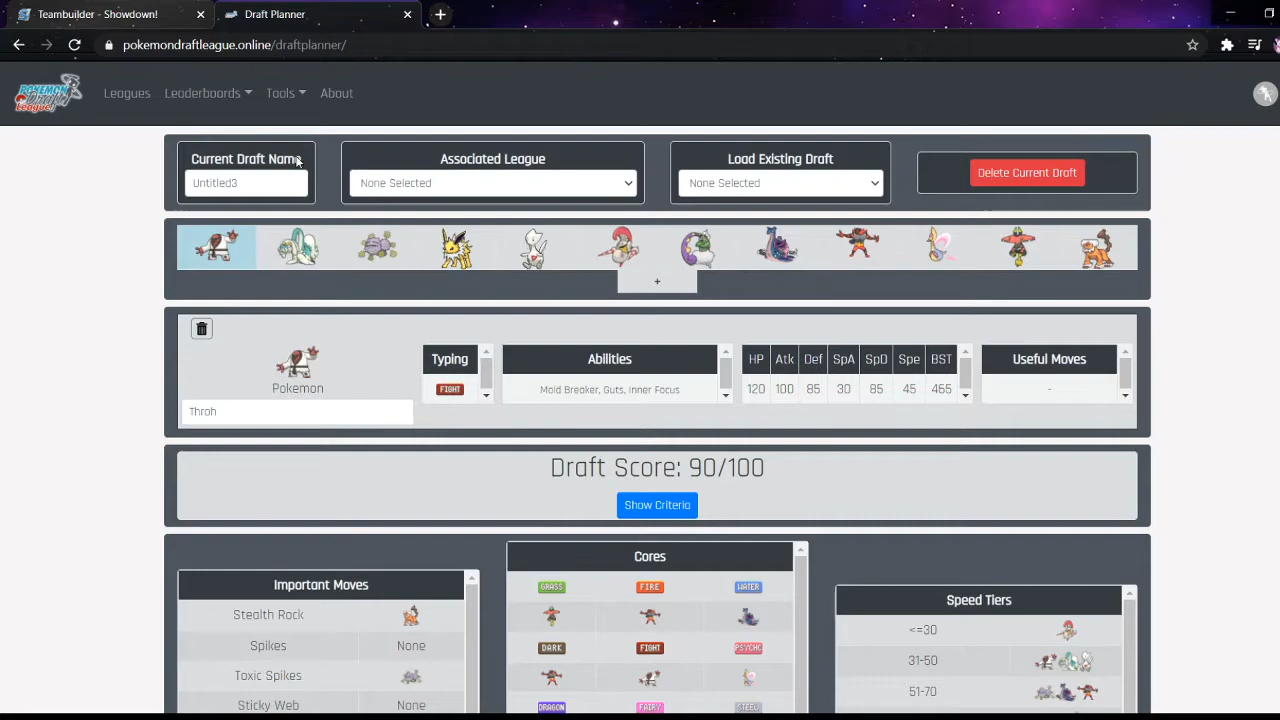 Teambuilder - Showdown!
Draft Planner
pokemondraftleague.online/draftplanner/
POKEMON
League!
Leagues
Leaderboards
Tools
About
Current Draft Name
Untitled3
Associated League
None Selected
Load Existing Draft
None Selected
Delete Current Draft
+
Pokemon
Throh
Typing
FIGHT
Abilities
Mold Breaker, Guts, Inner Focus
HP Atk Def SpA SpD Spe BST
120 100 85 30 85 45 465
Useful Moves
-
Draft Score: 90/100
Show Criteria
Important Moves
Stealth Rock
Spikes None
Toxic Spikes
Sticky Web None
Cores
GRASS FIRE WATER
DARK FIGHT PSYCHC
DRAGON FAIRY STEEL
Speed Tiers
<=30
31-50
51-70